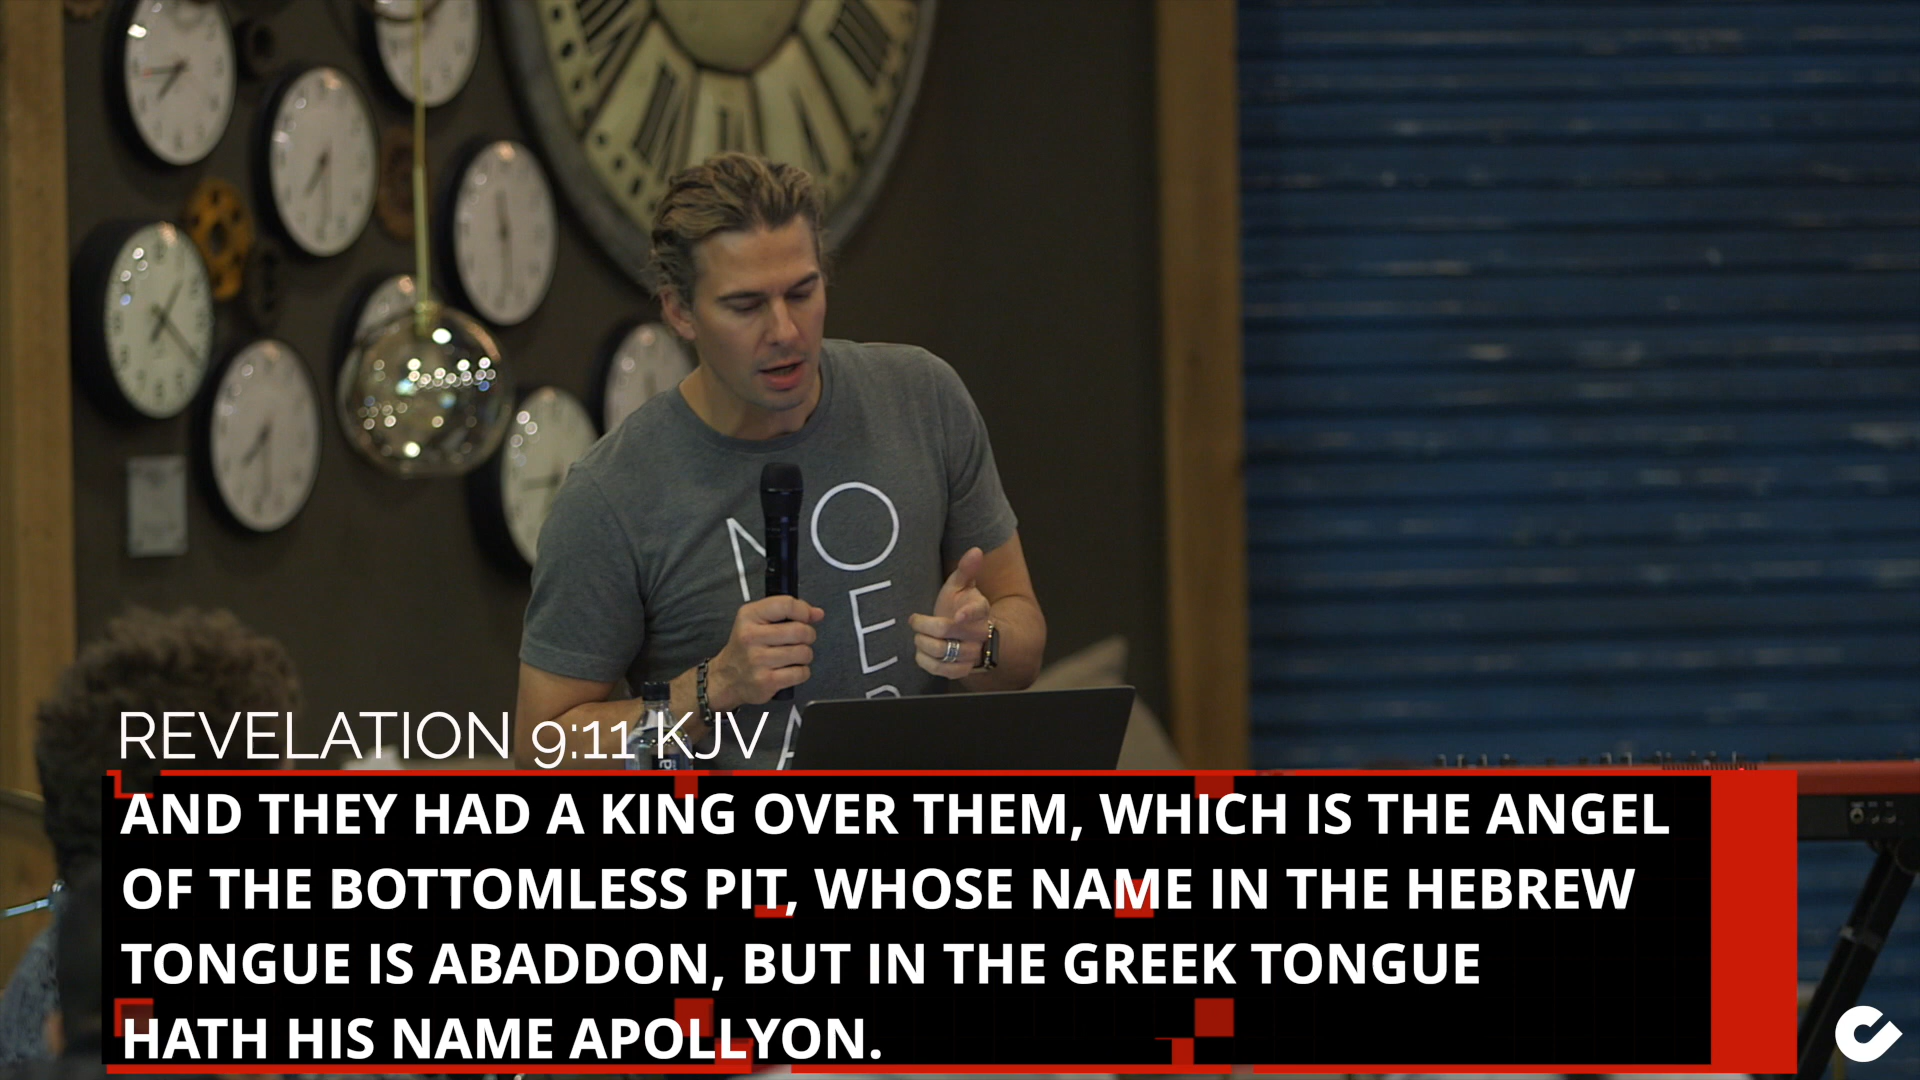 NO
E
REVELATION 9:11 KJV
AND THEY HAD A KING OVER THEM, WHICH IS THE ANGEL
OF THE BOTTOMLESS PIT, WHOSE NAME IN THE HEBREW
TONGUE IS ABADDON, BUT IN THE GREEK TONGUE
HATH HIS NAME APOLLYON.